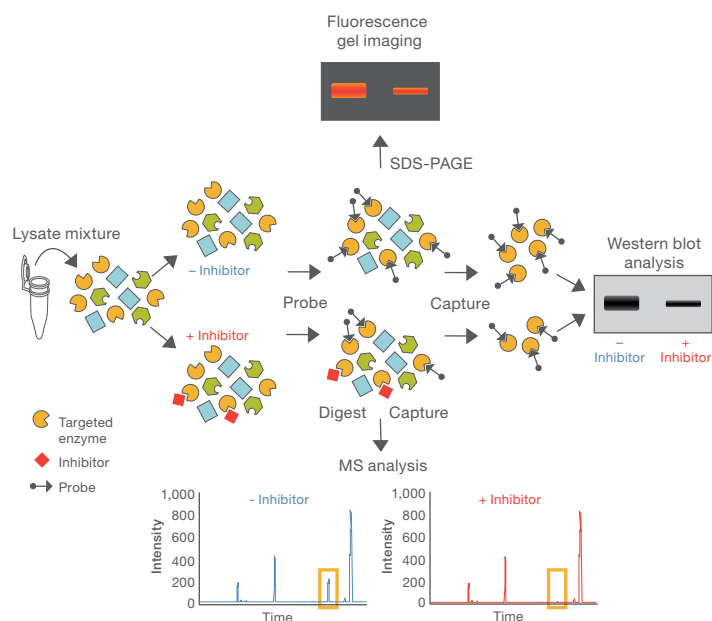 Fluorescence
gel imaging
SDS-PAGE
Lysate mixture
– Inhibitor
Probe
Capture
Western blot
analysis
–
Inhibitor
+
Inhibitor
+ Inhibitor
Digest
Capture
Targeted
enzyme
Inhibitor
Probe
MS analysis
- Inhibitor
1,000
800
600
400
200
0
Intensity
Time
+ Inhibitor
1,000
800
600
400
200
0
Intensity
Time